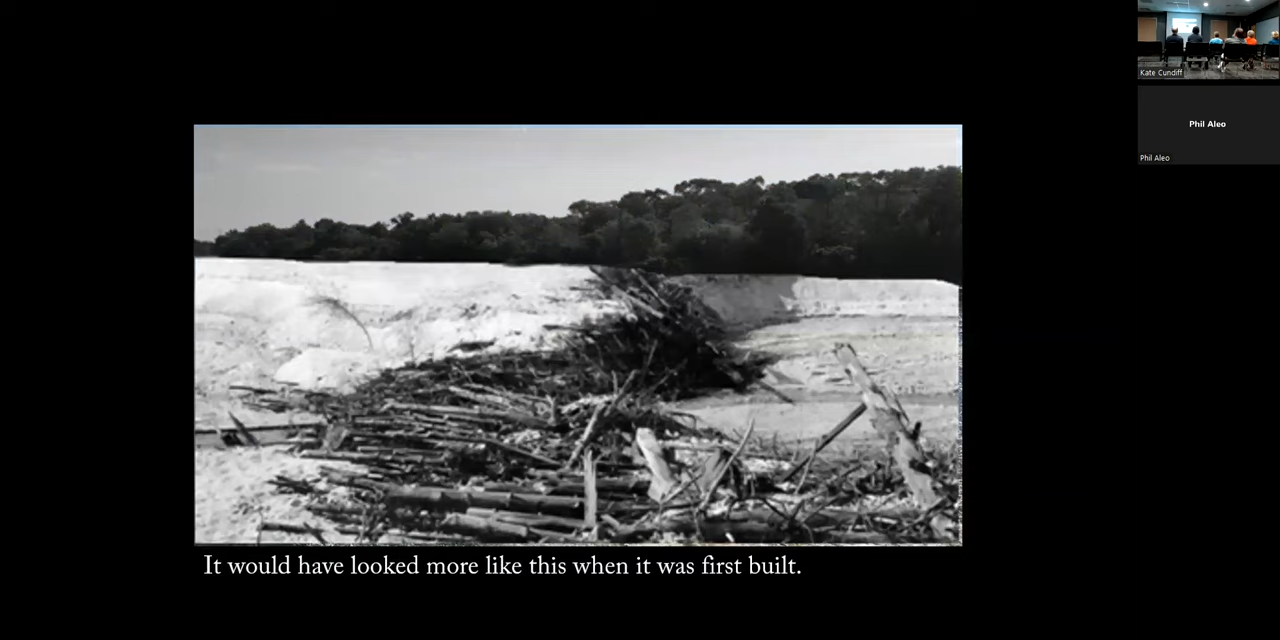 It would have looked more like this when it was first built.
Kate Cundiff
Phil Aleo
Phil Aleo